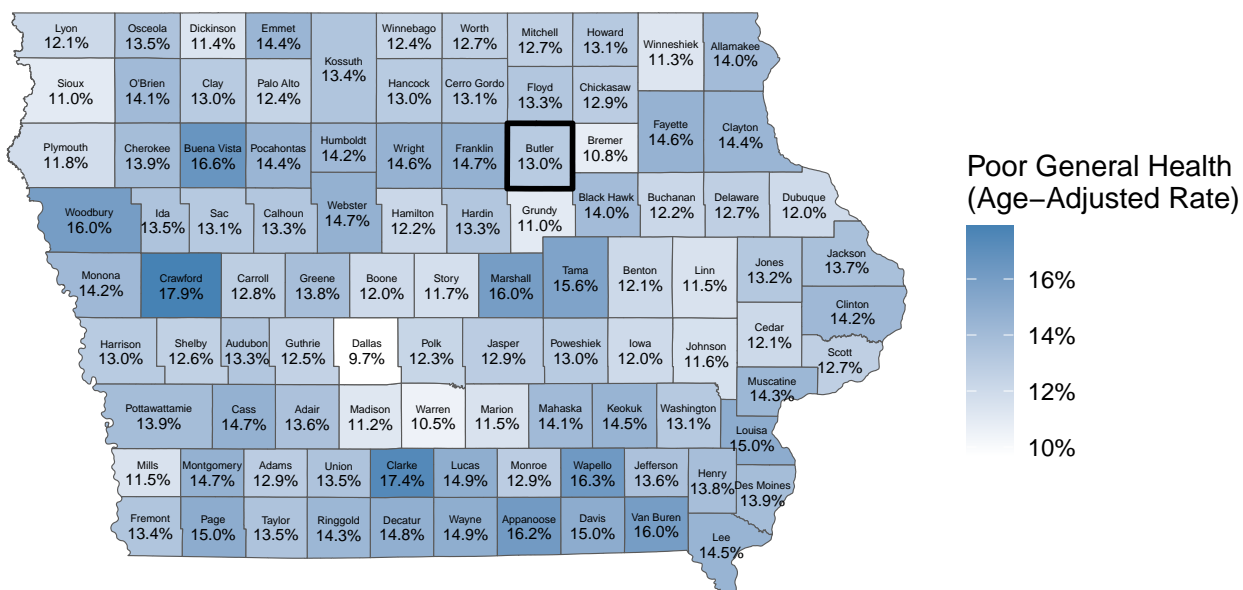 Lyon
12.1%
Osceola
13.5%
Dickinson
11.4%
Emmet
14.4%
Kossuth
13.4%
Winnebago
12.4%
Worth
12.7%
Mitchell
12.7%
Howard
13.1%
Winneshiek
11.3%
Allamakee
14.0%
Sioux
11.0%
O'Brien
14.1%
Clay
13.0%
Palo Alto
12.4%
Hancock
13.0%
Cerro Gordo
13.1%
Floyd
13.3%
Chickasaw
12.9%
Plymouth
11.8%
Cherokee
13.9%
Buena Vista
16.6%
Pocahontas
14.4%
Humboldt
14.2%
Wright
14.6%
Franklin
14.7%
Butler
13.0%
Bremer
10.8%
Fayette
14.6%
Clayton
14.4%
Woodbury
16.0%
Ida
13.5%
Sac
13.1%
Calhoun
13.3%
Webster
14.7%
Hamilton
12.2%
Hardin
13.3%
Grundy
11.0%
Black Hawk
14.0%
Buchanan
12.2%
Delaware
12.7%
Dubuque
12.0%
Monona
14.2%
Crawford
17.9%
Carroll
12.8%
Greene
13.8%
Boone
12.0%
Story
11.7%
Marshall
16.0%
Tama
15.6%
Benton
12.1%
Linn
11.5%
Jones
13.2%
Jackson
13.7%
Clinton
14.2%
Harrison
13.0%
Shelby
12.6%
Audubon
13.3%
Guthrie
12.5%
Dallas
9.7%
Polk
12.3%
Jasper
12.9%
Poweshiek
13.0%
Iowa
12.0%
Johnson
11.6%
Cedar
12.1%
Scott
12.7%
Muscatine
14.3%
Pottawattamie
13.9%
Cass
14.7%
Adair
13.6%
Madison
11.2%
Warren
10.5%
Marion
11.5%
Mahaska
14.1%
Keokuk
14.5%
Washington
13.1%
Louisa
15.0%
Mills
11.5%
Montgomery
14.7%
Adams
12.9%
Union
13.5%
Clarke
17.4%
Lucas
14.9%
Monroe
12.9%
Wapello
16.3%
Jefferson
13.6%
Henry
13.8%
Des Moines
13.9%
Fremont
13.4%
Page
15.0%
Taylor
13.5%
Ringgold
14.3%
Decatur
14.8%
Wayne
14.9%
Appanoose
16.2%
Davis
15.0%
Van Buren
16.0%
Lee
14.5%
Poor General Health
(Age−Adjusted Rate)
16%
14%
12%
10%